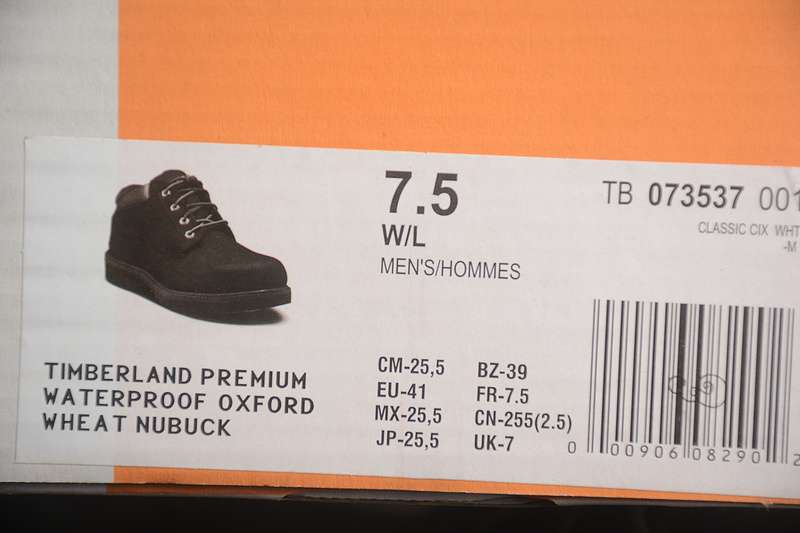 7.5
W/L
MEN'S/HOMMES
TB 073537 001
CLASSIC CIX WHT
-M
TIMBERLAND PREMIUM
WATERPROOF OXFORD
WHEAT NUBUCK
CM-25,5 BZ-39
EU-41 FR-7.5
MX-25,5 CN-255(2.5)
JP-25,5 UK-7
0 00906 08290 2